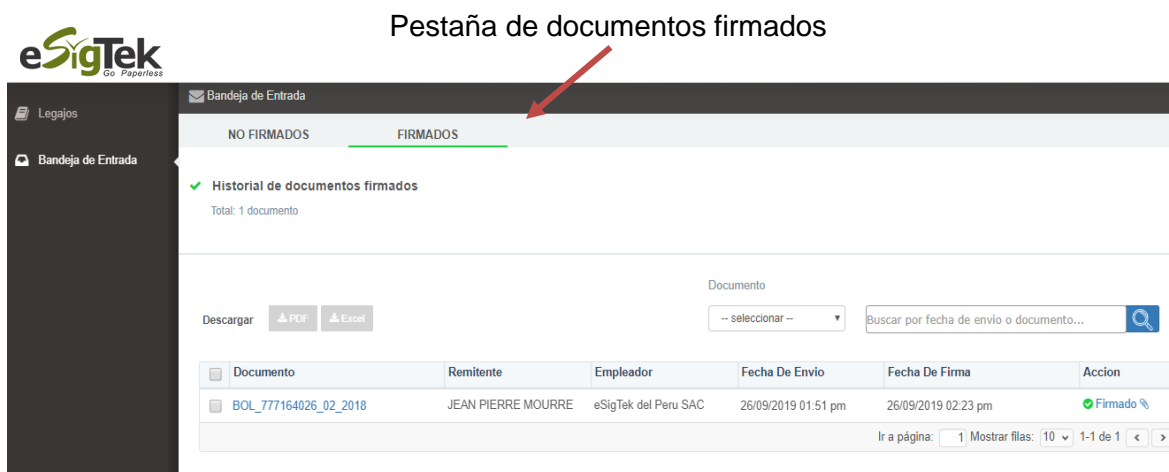 Pestaña de documentos firmados
eSigTek
Go Paperless
Bandeja de Entrada
Legajos
NO FIRMADOS FIRMADOS
Bandeja de Entrada
Historial de documentos firmados
Total: 1 documento
Documento
Descargar PDF Excel -- seleccionar -- Buscar por fecha de envio o documento...
Documento Remitente Empleador Fecha De Envio Fecha De Firma Accion
BOL_777164026_02_2018 JEAN PIERRE MOURRE eSigTek del Peru SAC 26/09/2019 01:51 pm 26/09/2019 02:23 pm Firmado
Ir a página: 1 Mostrar filas: 10 1-1 de 1 < >